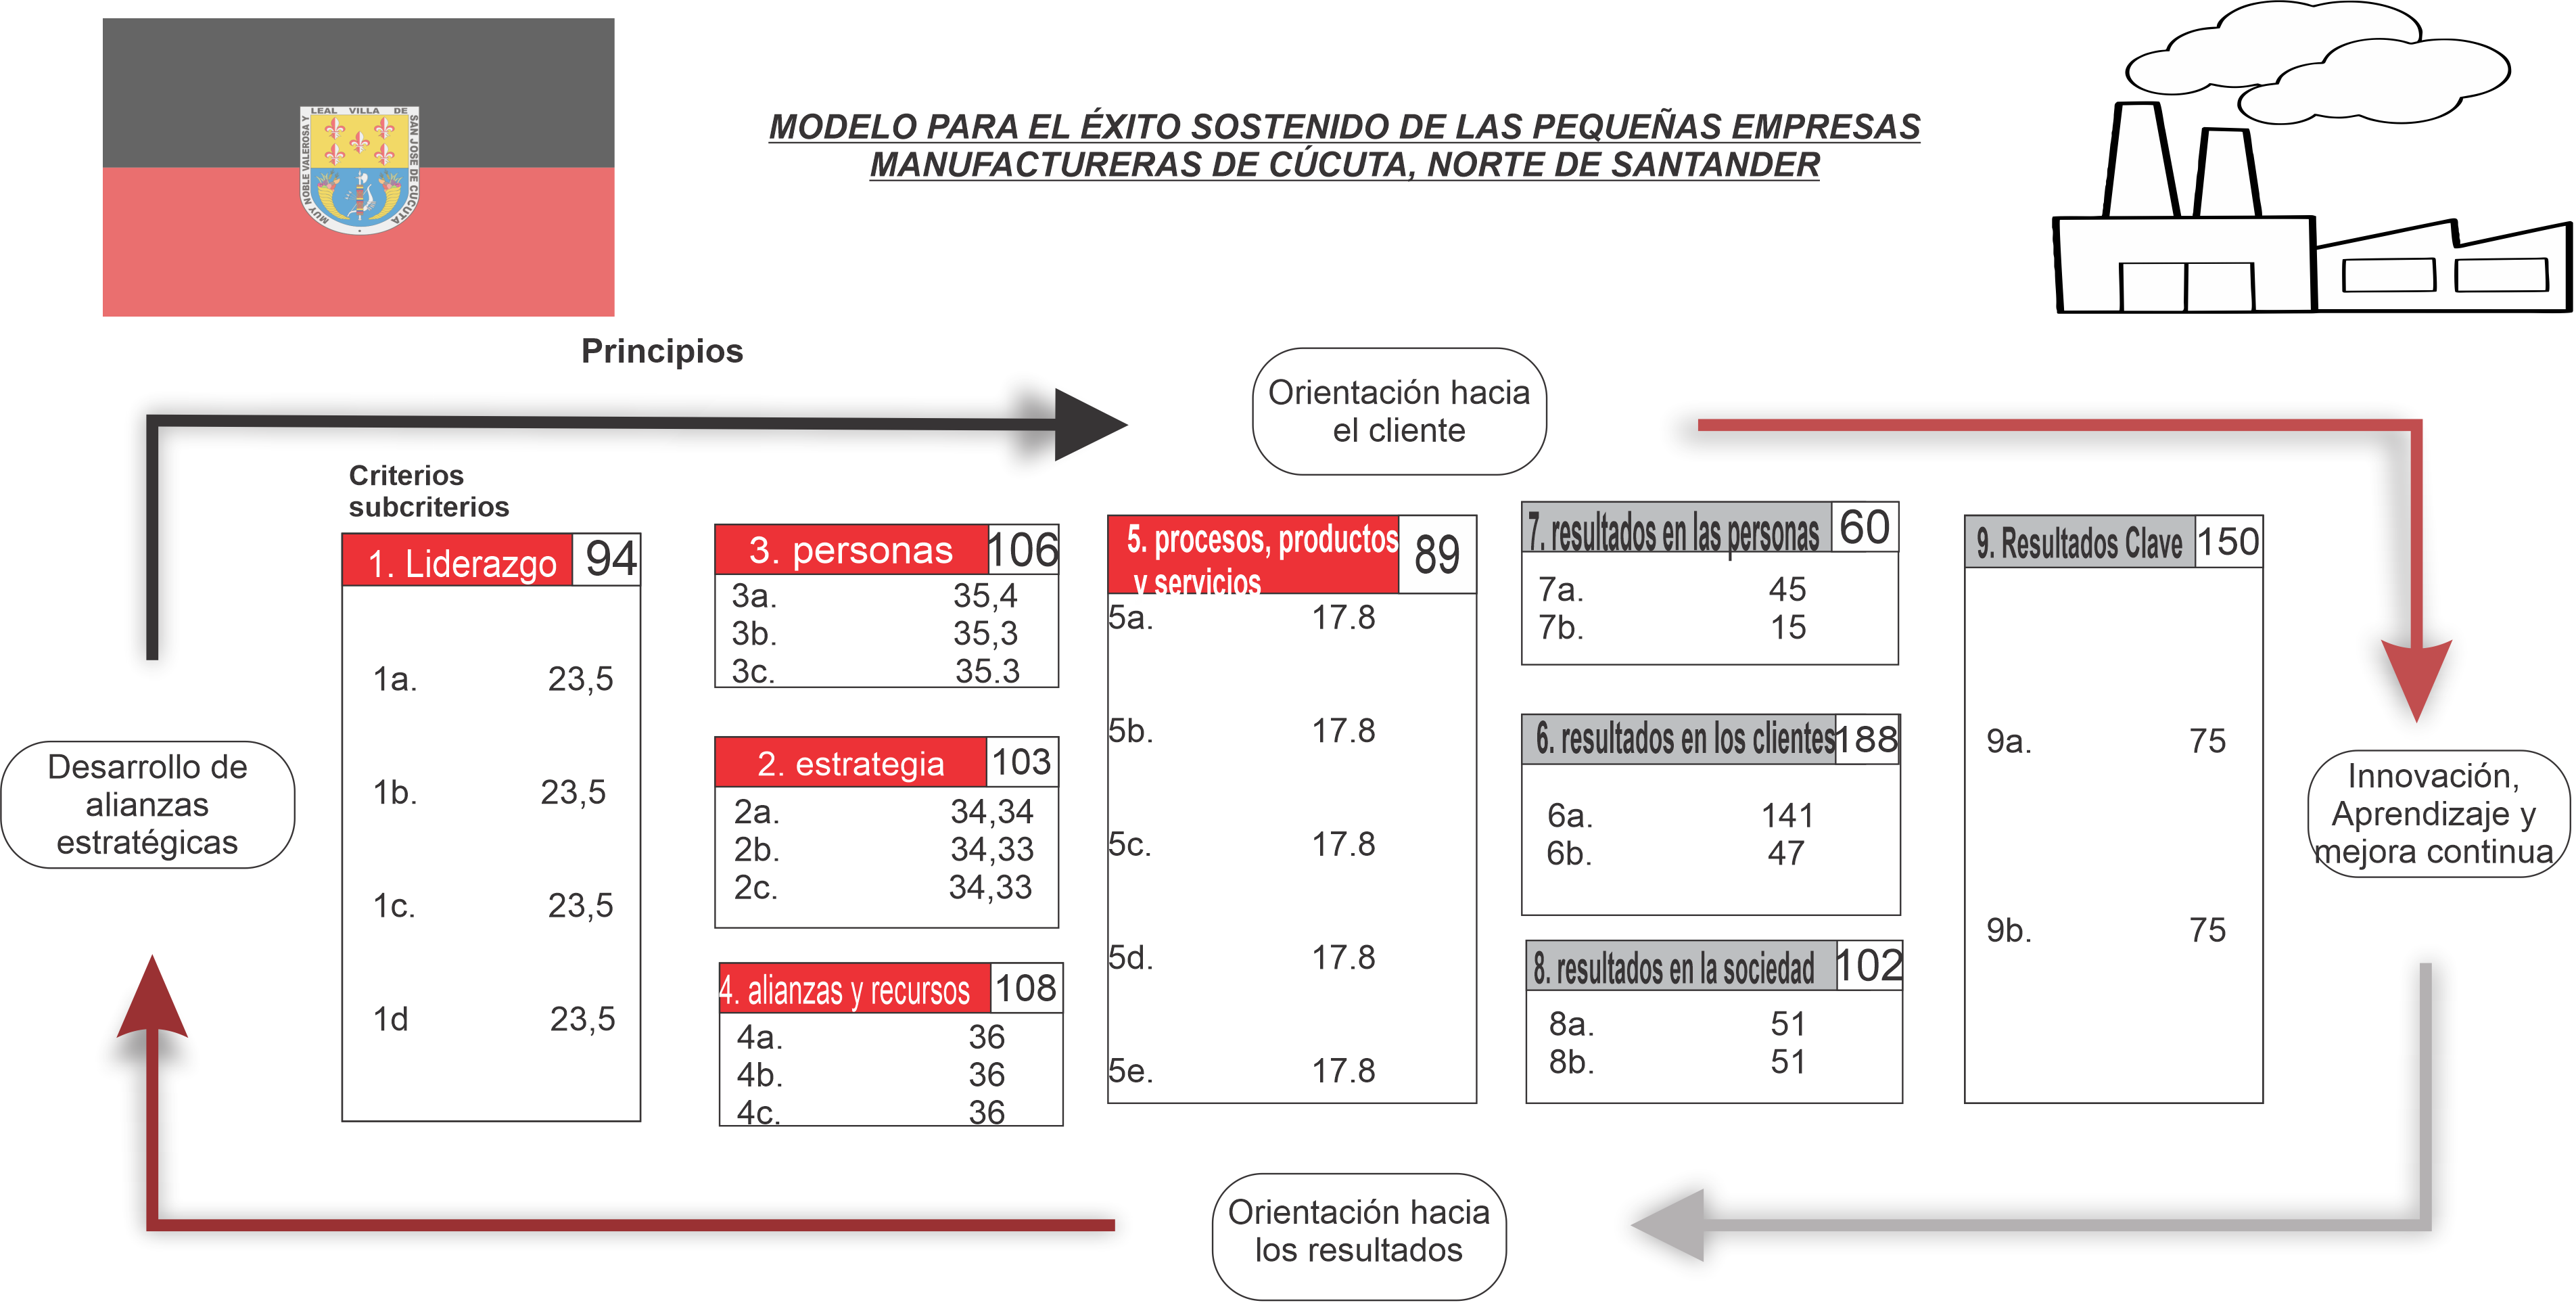 LEAL VILLA DE
MUY NOBLE VALEROSA Y
SAN JOSE DE CUCUTA
MODELO PARA EL ÉXITO SOSTENIDO DE LAS PEQUEÑAS EMPRESAS
MANUFACTURERAS DE CÚCUTA, NORTE DE SANTANDER
Principios
Orientación hacia
el cliente
Criterios
subcriterios
1. Liderazgo 94
1a. 23,5
1b. 23,5
1c. 23,5
1d 23,5
3. personas 106
3a. 35,4
3b. 35,3
3c. 35.3
2. estrategia 103
2a. 34,34
2b. 34,33
2c. 34,33
4. alianzas y recursos 108
4a. 36
4b. 36
4c. 36
5. procesos, productos
y servicios 89
5a. 17.8
5b. 17.8
5c. 17.8
5d. 17.8
5e. 17.8
7. resultados en las personas 60
7a. 45
7b. 15
6. resultados en los clientes 188
6a. 141
6b. 47
8. resultados en la sociedad 102
8a. 51
8b. 51
9. Resultados Clave 150
9a. 75
9b. 75
Desarrollo de
alianzas
estratégicas
Innovación,
Aprendizaje y
mejora continua
Orientación hacia
los resultados